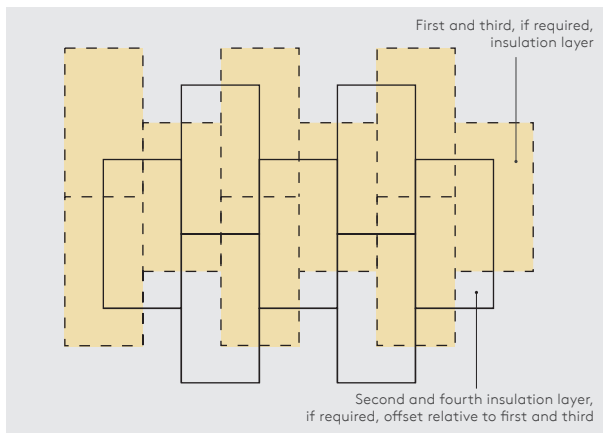 First and third, if required,
insulation layer
Second and fourth insulation layer,
if required, offset relative to first and third